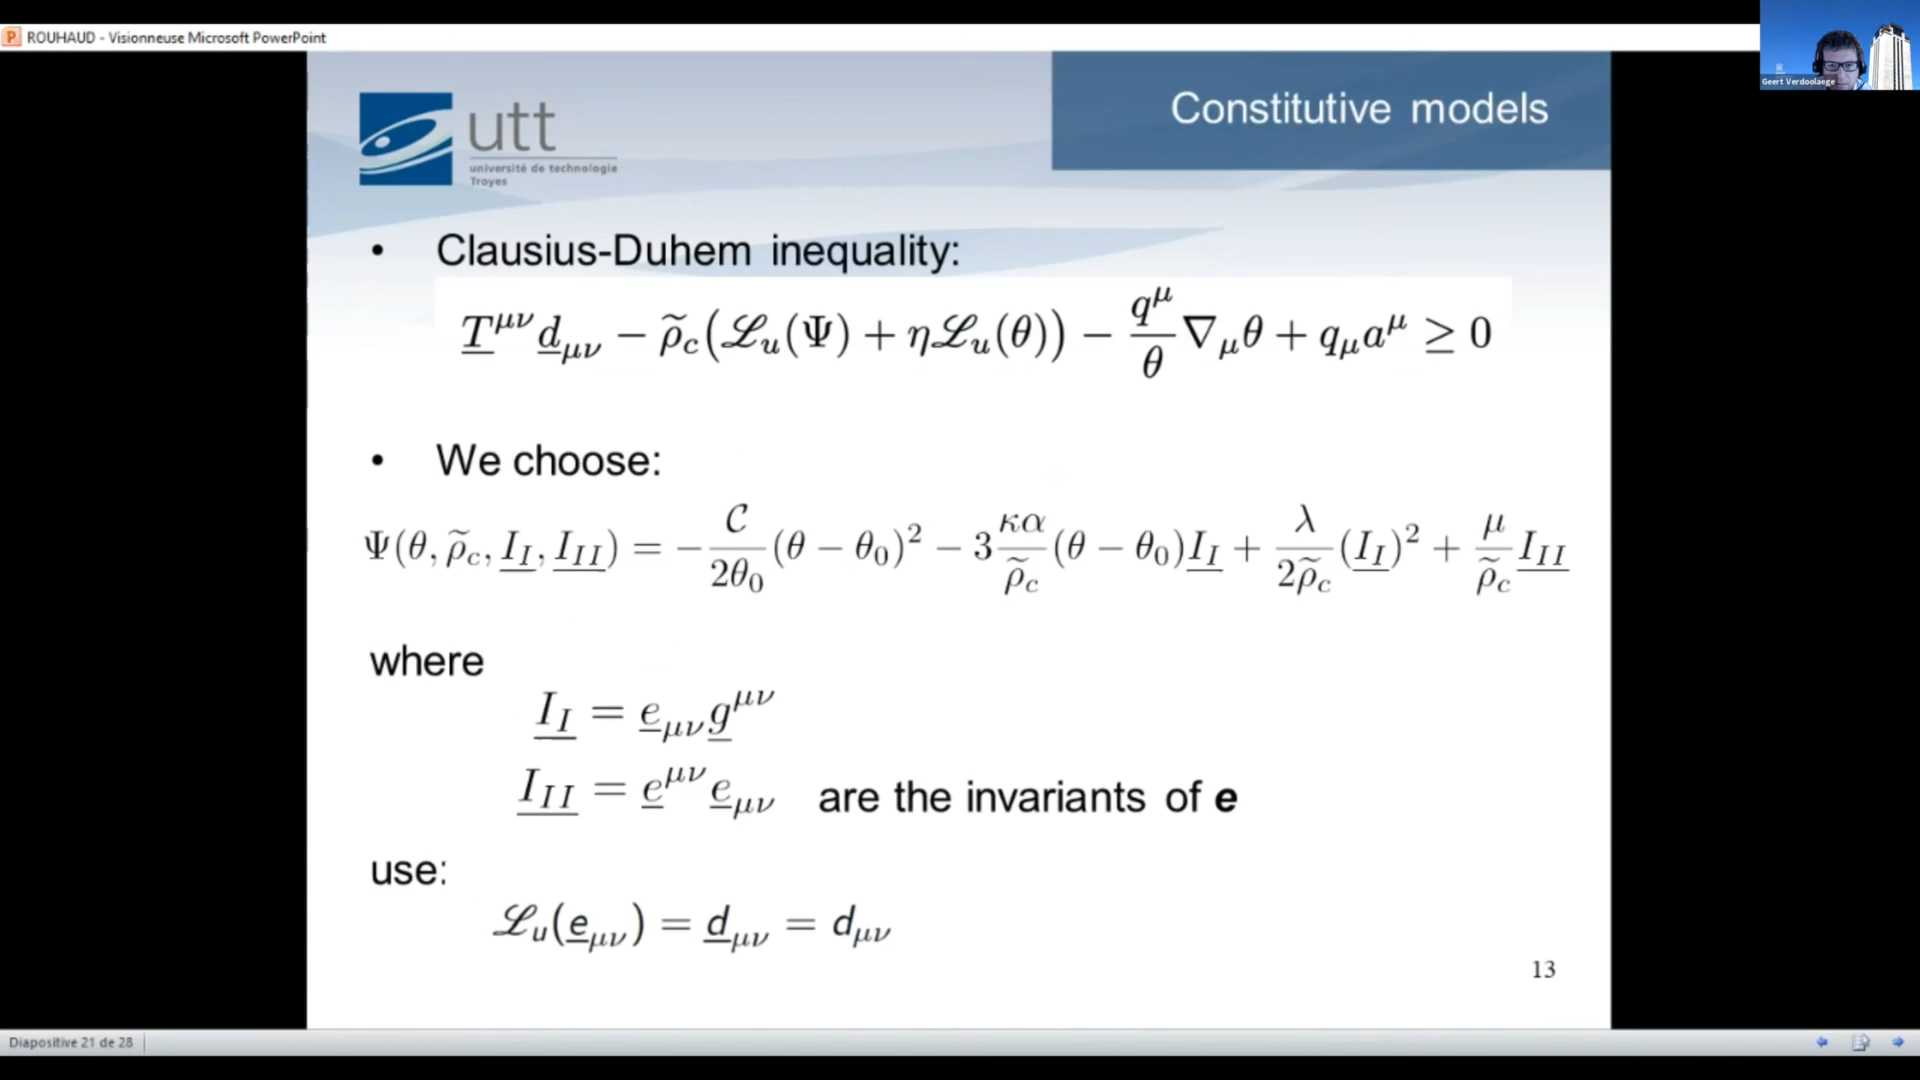 ROUHAUD - Visionneuse Microsoft PowerPoint
Geert Verdoolaege
utt
université de technologie
Troyes
Constitutive models
• Clausius-Duhem inequality:
T^{μν} d_{μν} − ρ̃_c(ℒ_u(Ψ) + ηℒ_u(θ)) − q^μ/θ ∇_μθ + q_μ a^μ ≥ 0
• We choose:
Ψ(θ, ρ̃_c, I_I, I_{II}) = − 𝒞/2θ_0 (θ − θ_0)^2 − 3 κα/ρ̃_c (θ − θ_0) I_I + λ/2ρ̃_c (I_I)^2 + μ/ρ̃_c I_{II}
where
I_I = e_{μν} g^{μν}
I_{II} = e^{μν} e_{μν} are the invariants of e
use:
ℒ_u(e_{μν}) = d_{μν} = d_{μν}
13
Diapositive 21 de 28